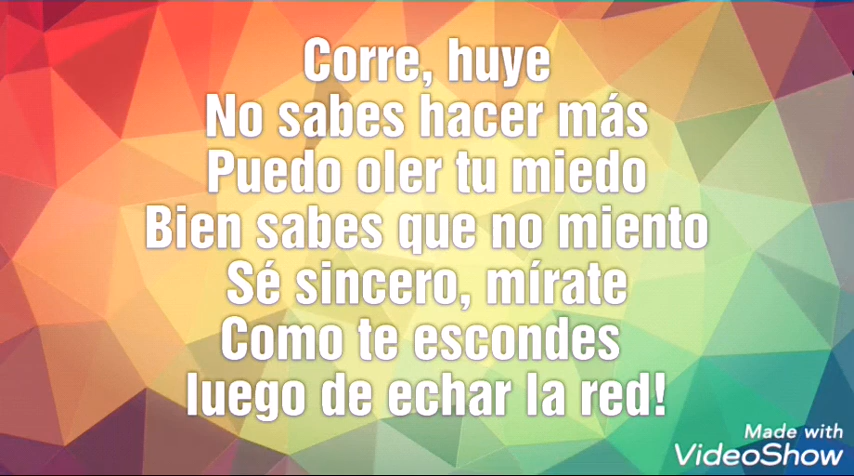 Corre, huye
No sabes hacer más
Puedo oler tu miedo
Bien sabes que no miento
Sé sincero, mírate
Como te escondes
luego de echar la red!
Made with
VideoShow